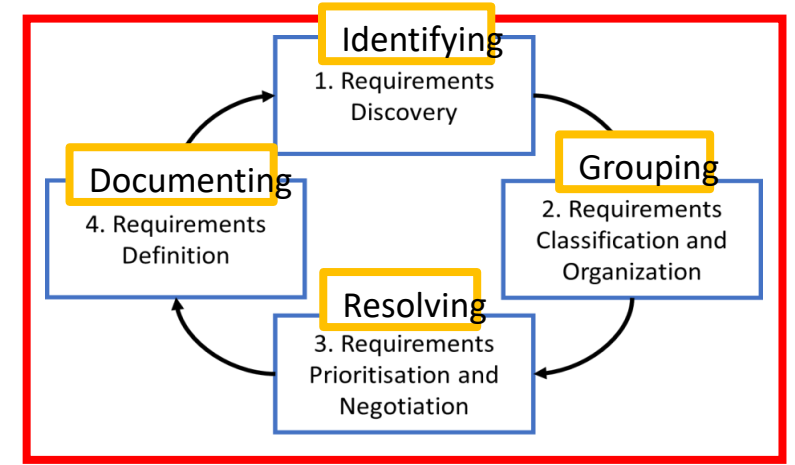 Identifying
1. Requirements
Discovery
Grouping
2. Requirements
Classification and
Organization
Resolving
3. Requirements
Prioritisation and
Negotiation
Documenting
4. Requirements
Definition